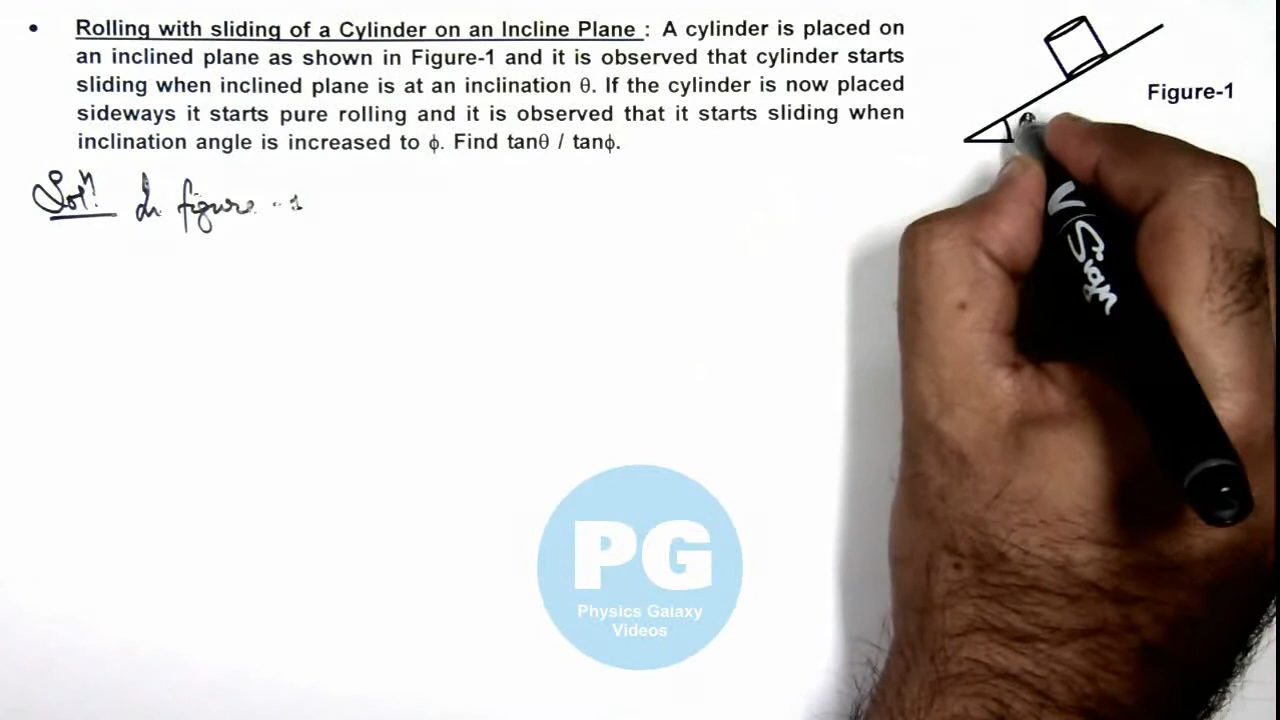 • Rolling with sliding of a Cylinder on an Incline Plane : A cylinder is placed on
an inclined plane as shown in Figure-1 and it is observed that cylinder starts
sliding when inclined plane is at an inclination θ. If the cylinder is now placed
sideways it starts pure rolling and it is observed that it starts sliding when
inclination angle is increased to ϕ. Find tanθ / tanϕ.
Figure-1
θ
Solⁿ: In figure -1
V Sign
PG
Physics Galaxy
Videos